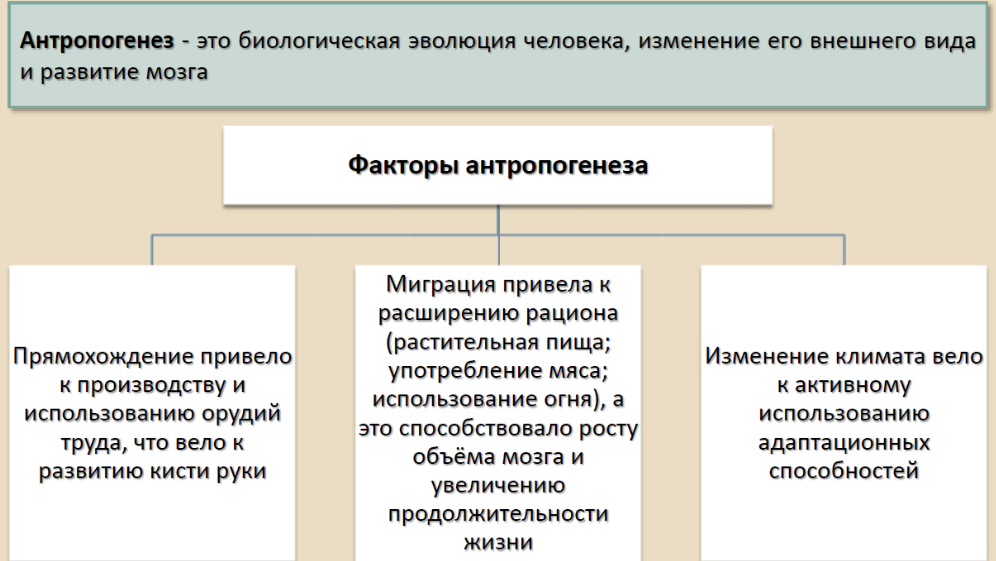 Антропогенез - это биологическая эволюция человека, изменение его внешнего вида
и развитие мозга
Факторы антропогенеза
Прямохождение привело
к производству и
использованию орудий
труда, что вело к
развитию кисти руки
Миграция привела к
расширению рациона
(растительная пища;
употребление мяса;
использование огня), а
это способствовало росту
объёма мозга и
увеличению
продолжительности
жизни
Изменение климата вело
к активному
использованию
адаптационных
способностей